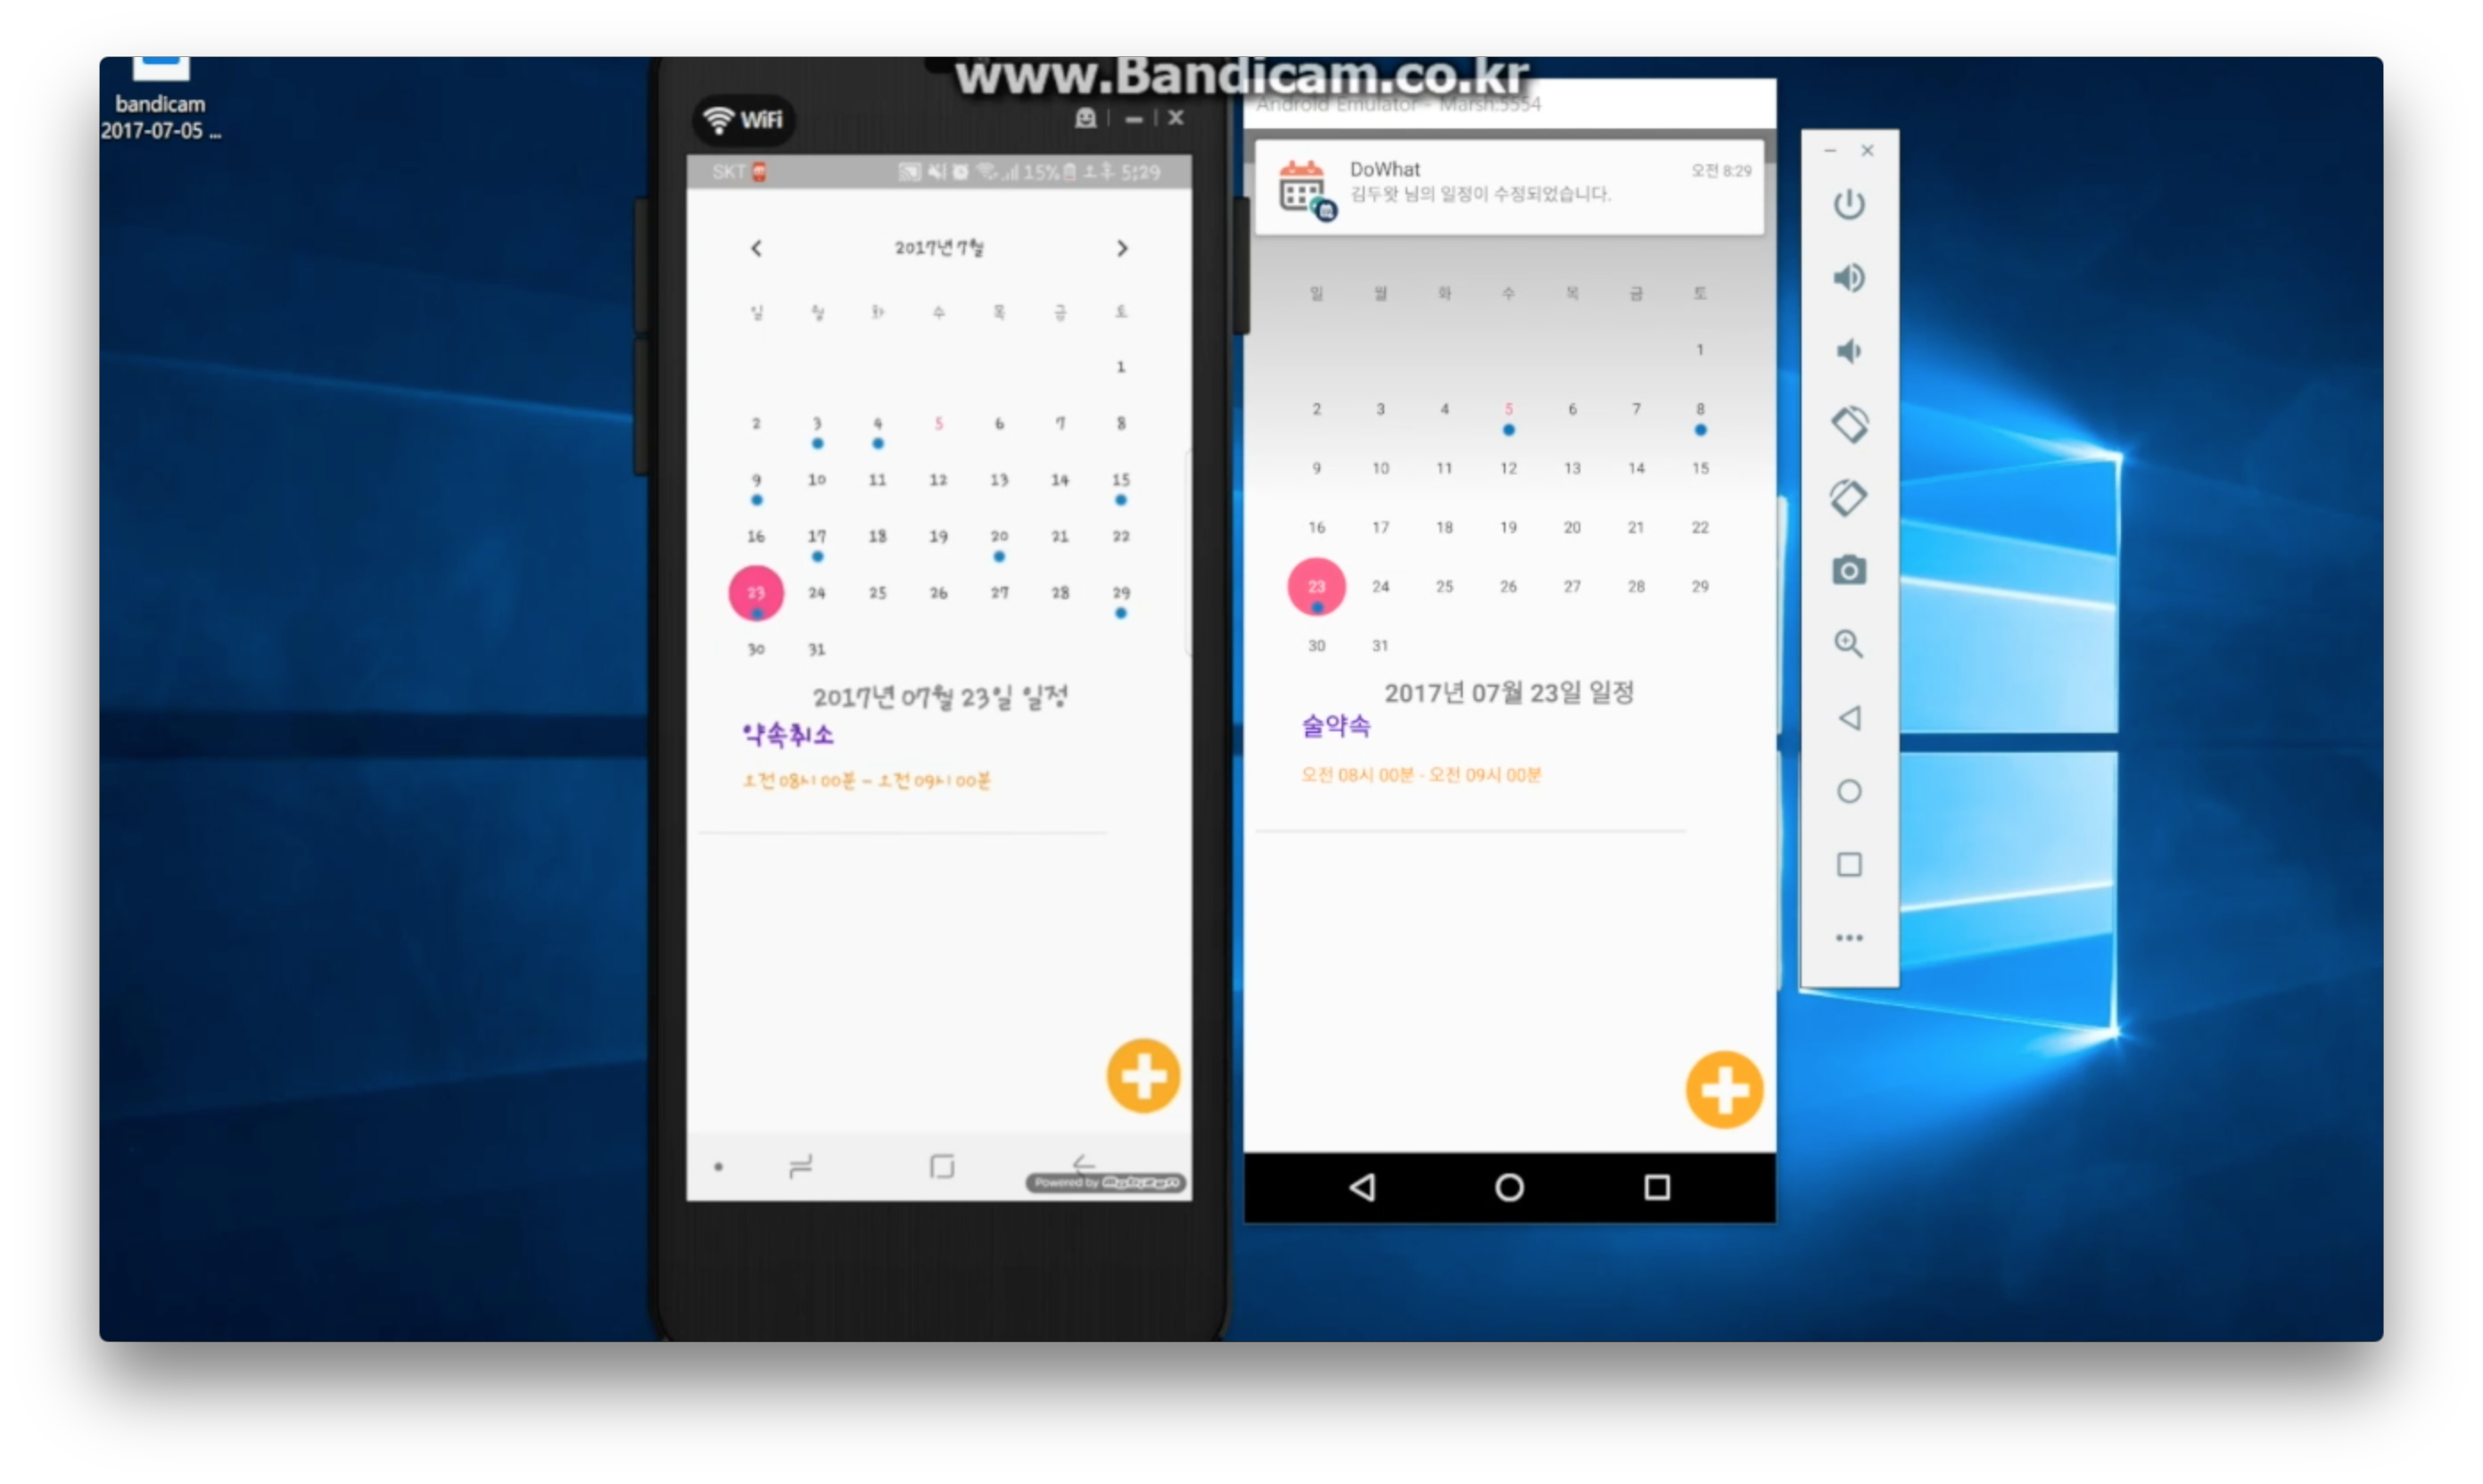 www.Bandicam.co.kr
bandicam
2017-07-05 ...
WiFi
SKT
15% 오후 5:29
2017년 7월
일 월 화 수 목 금 토
1
2 3 4 5 6 7 8
9 10 11 12 13 14 15
16 17 18 19 20 21 22
23 24 25 26 27 28 29
30 31
2017년 07월 23일 일정
약속취소
오전 08시 00분 - 오전 09시 00분
Powered by
Android Emulator - Marsh:5554
DoWhat
오전 8:29
김두왓 님의 일정이 수정되었습니다.
일 월 화 수 목 금 토
1
2 3 4 5 6 7 8
9 10 11 12 13 14 15
16 17 18 19 20 21 22
23 24 25 26 27 28 29
30 31
2017년 07월 23일 일정
술약속
오전 08시 00분 - 오전 09시 00분